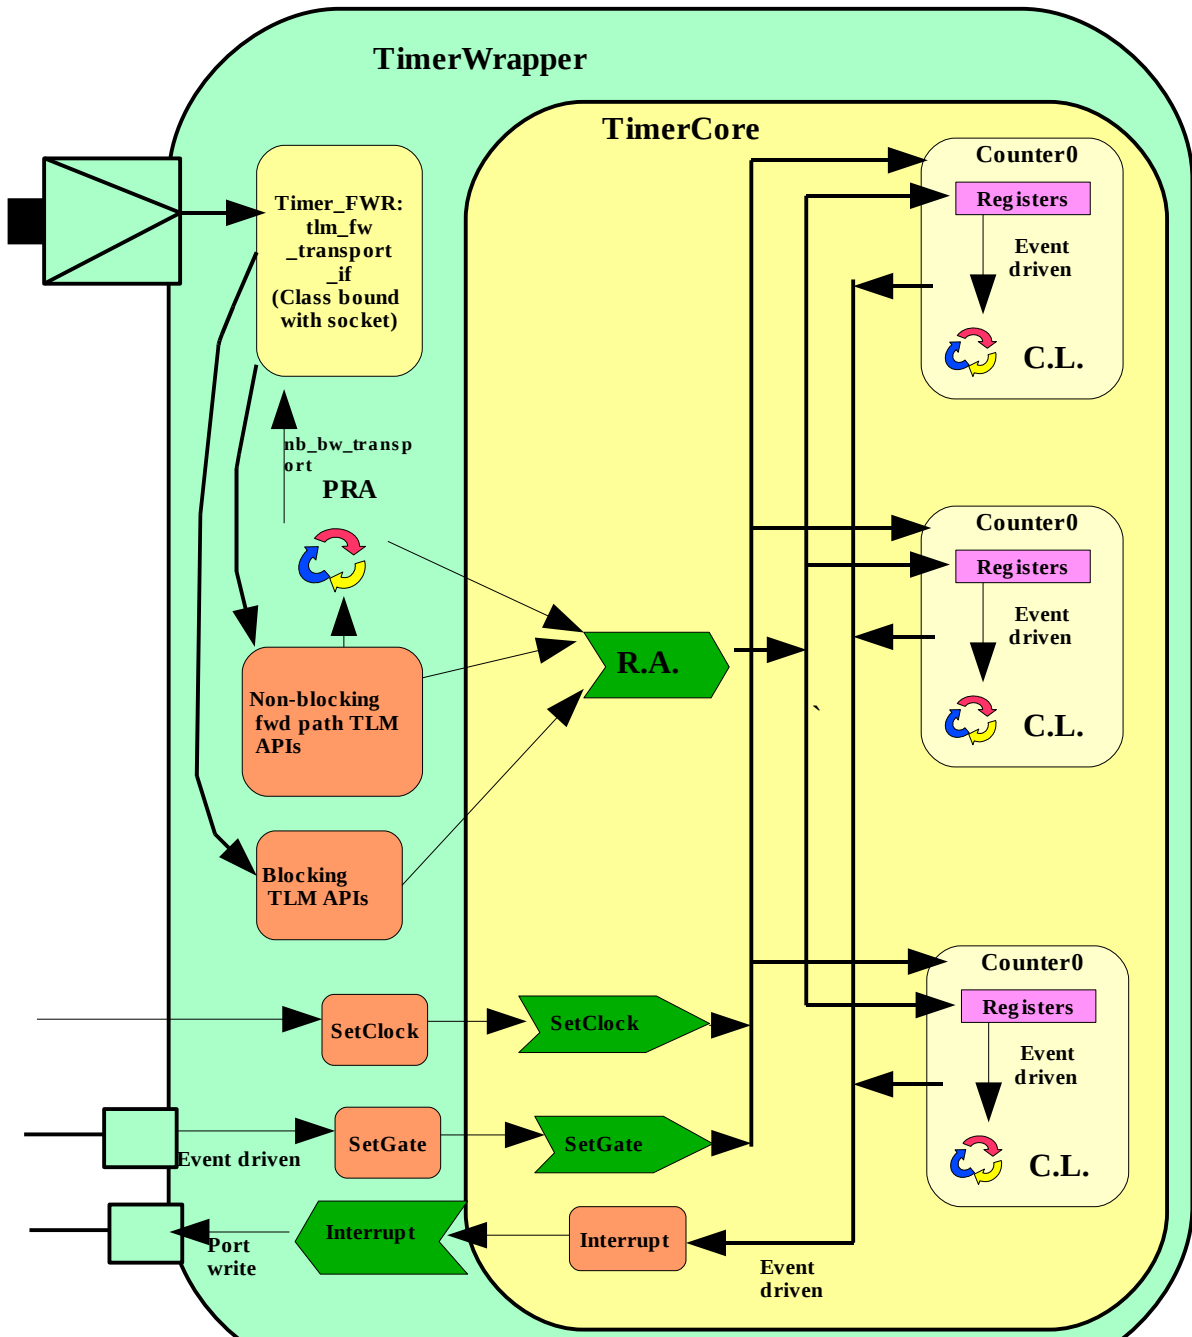 TimerWrapper
TimerCore
Timer_FWR:
tlm_fw
_transport
_if
(Class bound
with socket)
nb_bw_transp
ort
PRA
Non-blocking
fwd path TLM
APIs
Blocking
TLM APIs
R.A.
Counter0
Registers
Event
driven
C.L.
Counter0
Registers
Event
driven
C.L.
`
Counter0
Registers
Event
driven
C.L.
SetClock
SetClock
SetGate
SetGate
Event driven
Interrupt
Interrupt
Port
write
Event
driven